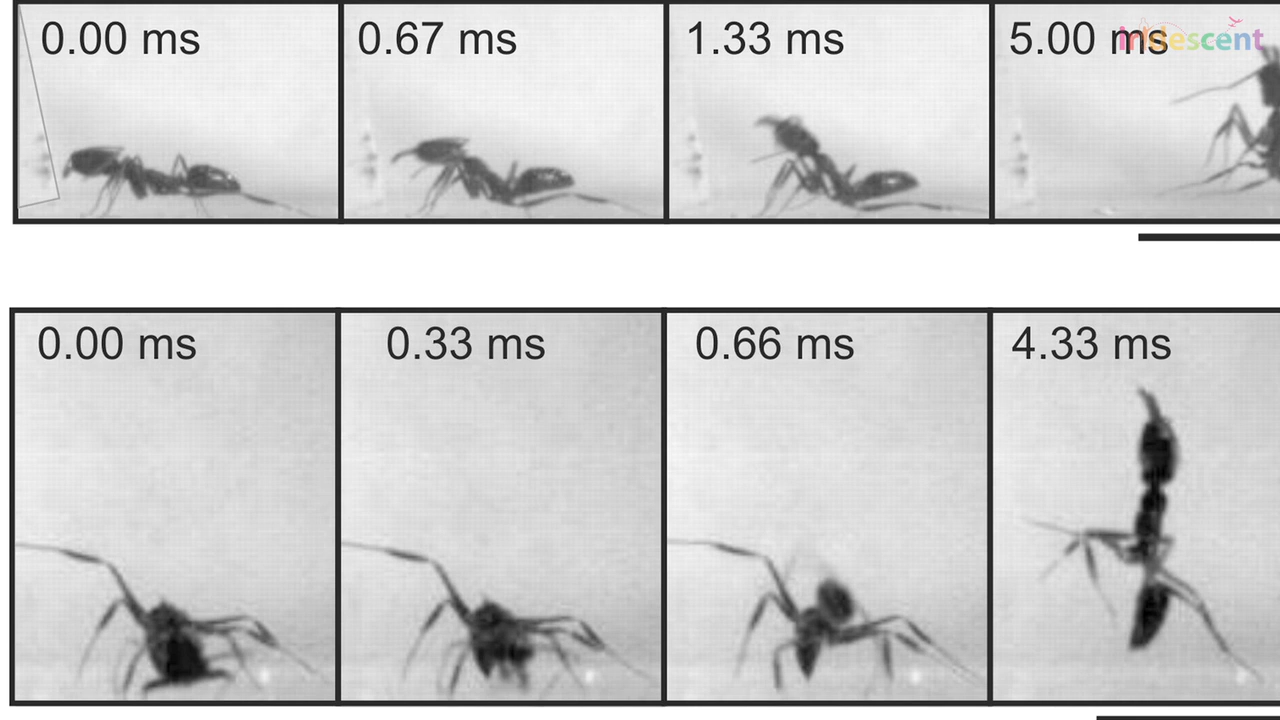 0.00 ms
0.67 ms
1.33 ms
5.00 ms
iridescent
0.00 ms
0.33 ms
0.66 ms
4.33 ms